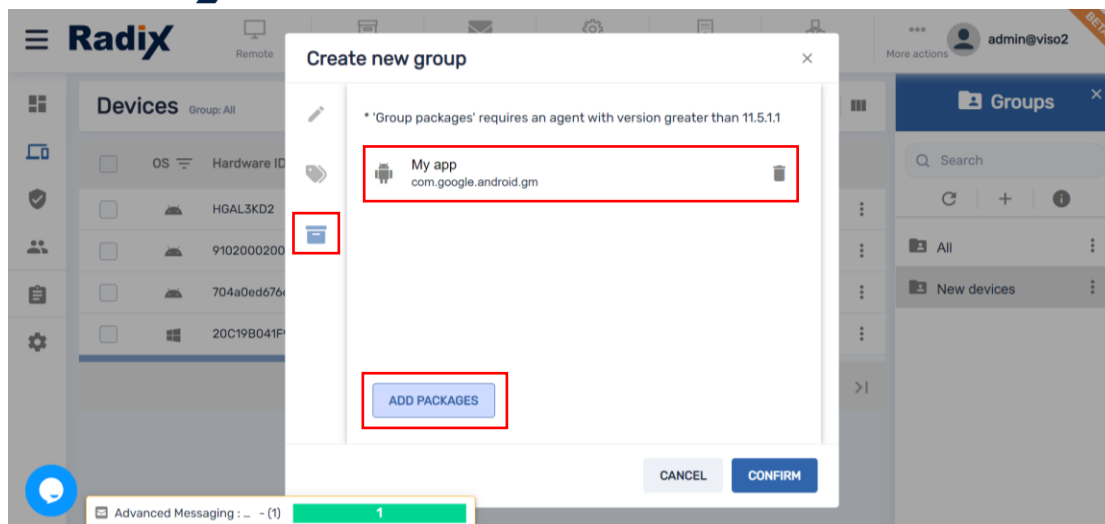 Radix
Remote
More actions
admin@viso2
BETA
Create new group
Devices Group: All
Groups
* 'Group packages' requires an agent with version greater than 11.5.1.1
OS
Hardware ID
My app
com.google.android.gm
Search
HGAL3KD2
9102000200
All
704a0ed676
New devices
20C19B041F
ADD PACKAGES
CANCEL
CONFIRM
Advanced Messaging : ... - (1)
1